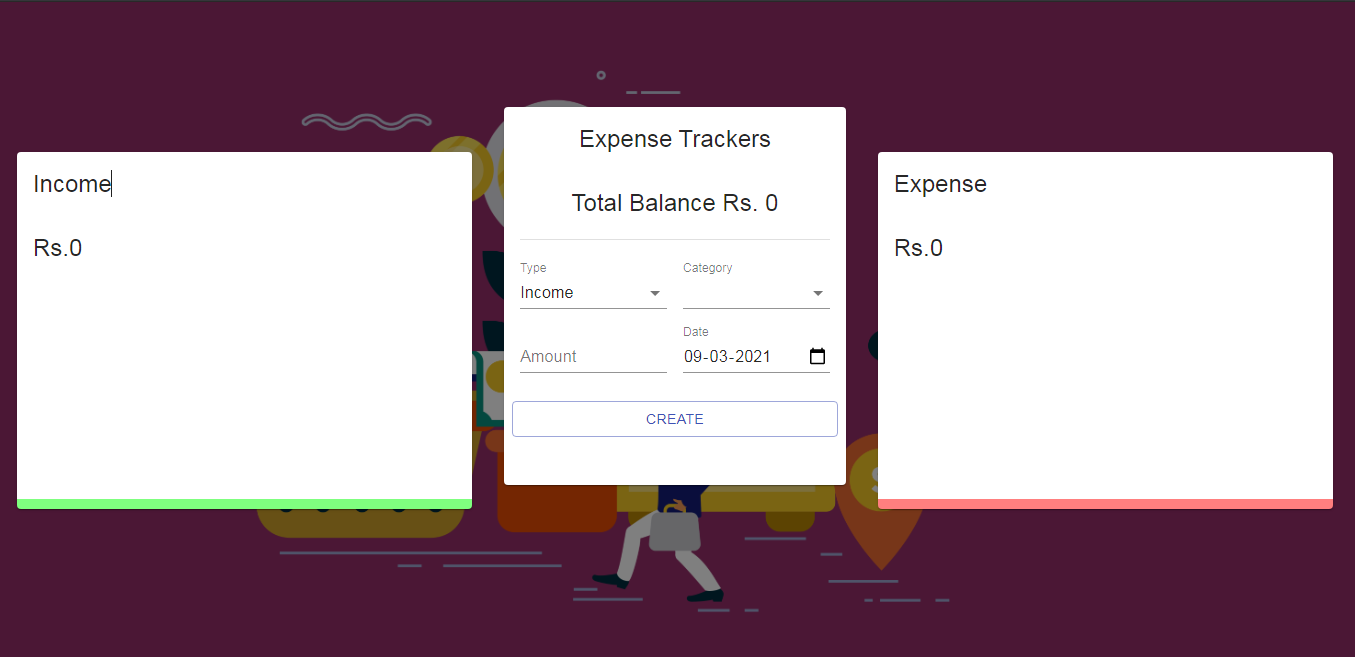 Income
Rs.0
Expense Trackers
Total Balance Rs. 0
Type
Category
Income
Date
Amount
09-03-2021
CREATE
Expense
Rs.0